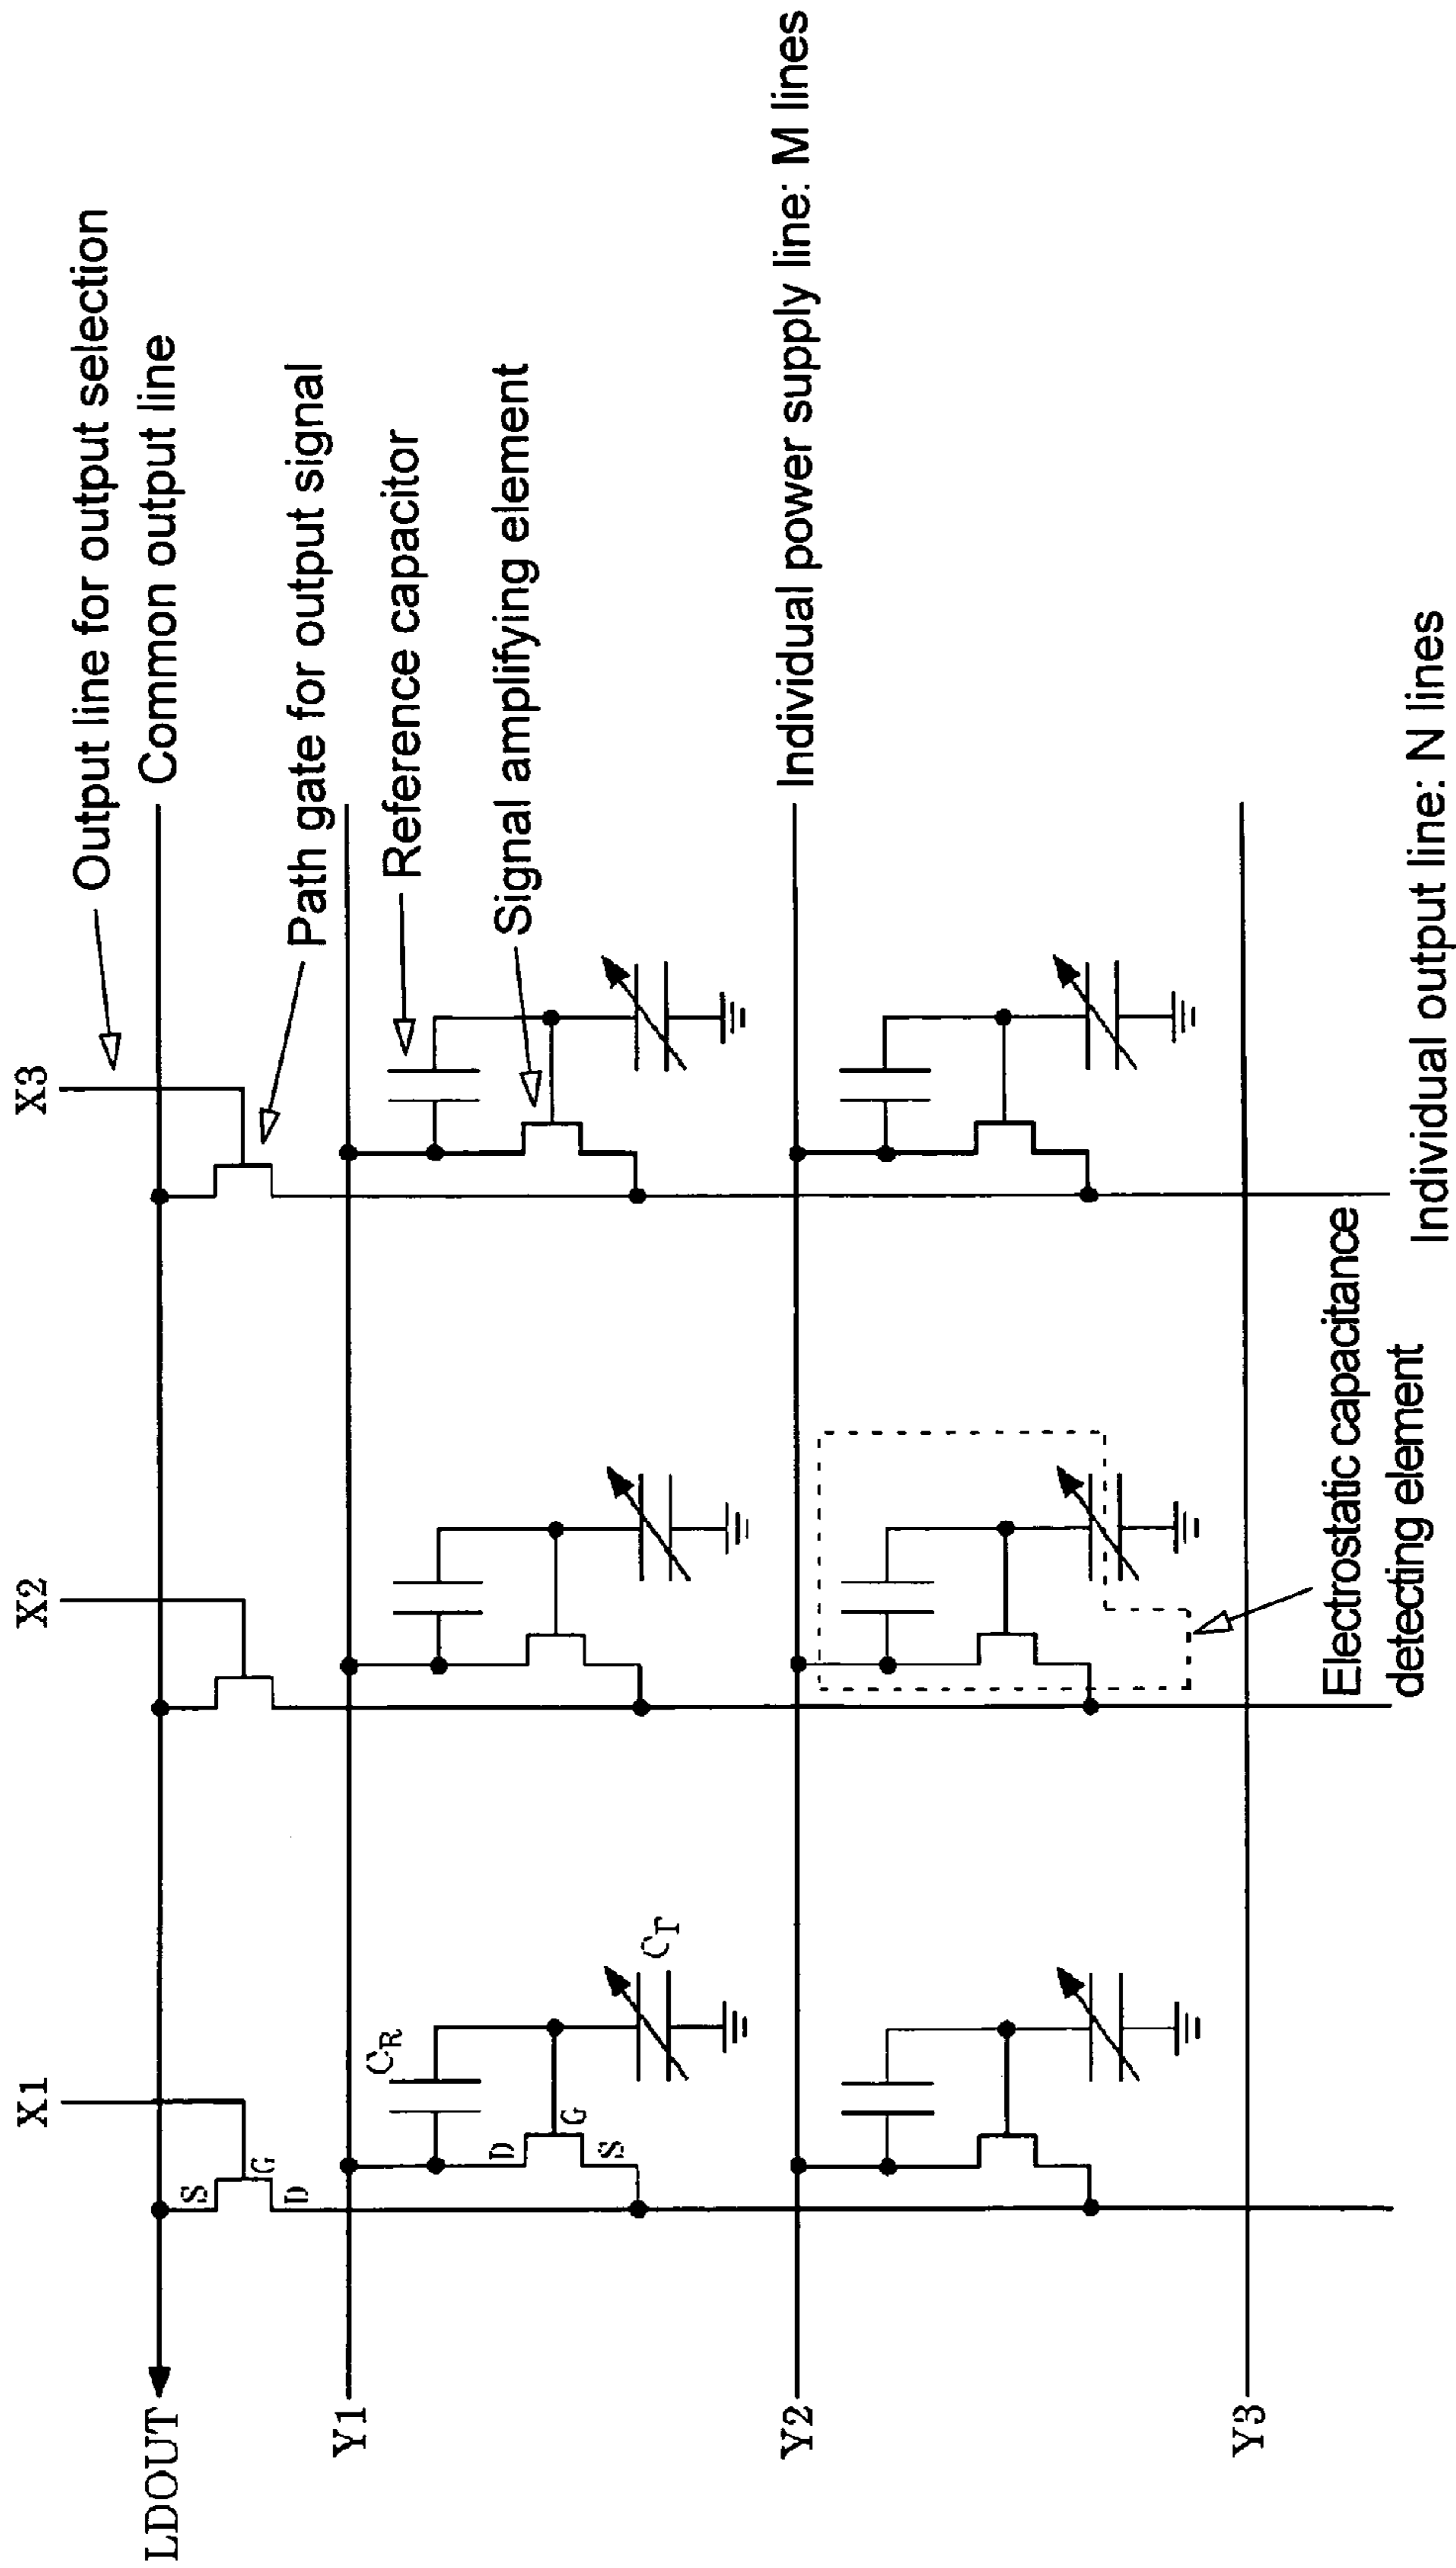 X1
X2
X3
Output line for output selection
Common output line
LDOUT
S
G
D
Path gate for output signal
Y1
CR
Reference capacitor
D
G
S
Signal amplifying element
CT
Y2
Individual power supply line: M lines
Y3
Electrostatic capacitance
detecting element
Individual output line: N lines